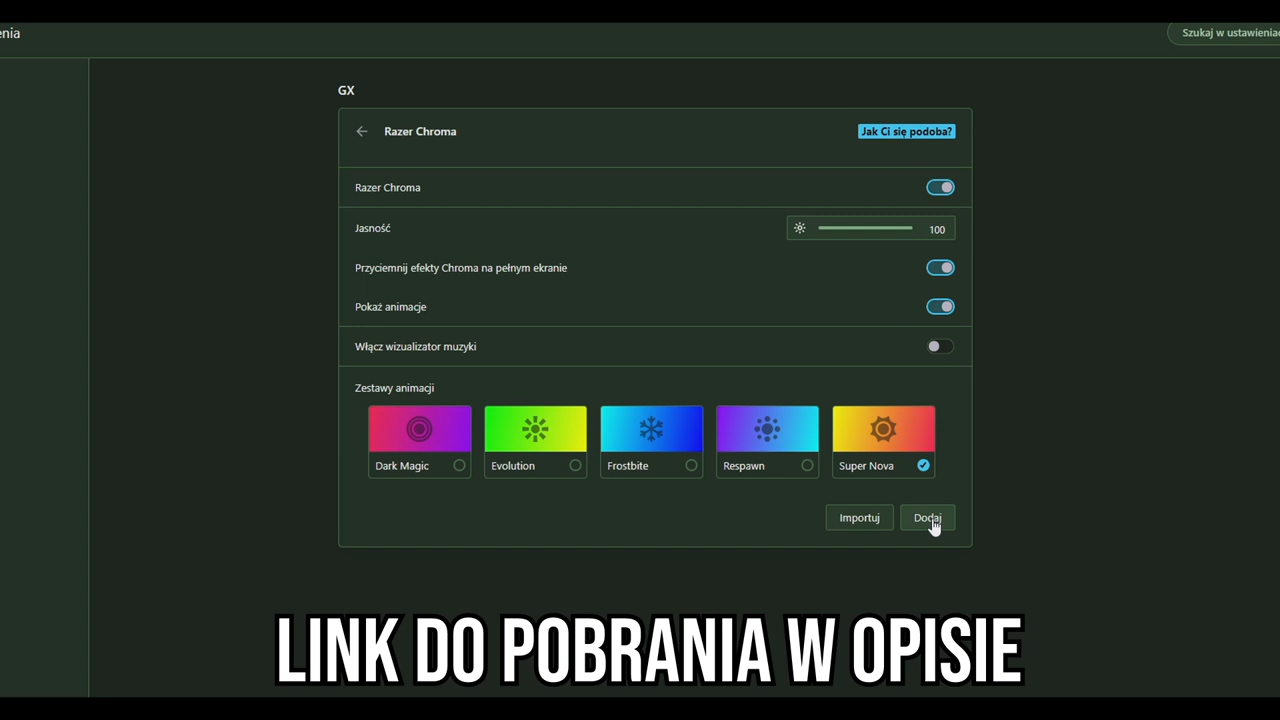 enia
Szukaj w ustawienia
GX
Razer Chroma
Jak Ci się podoba?
Razer Chroma
Jasność
100
Przyciemnij efekty Chroma na pełnym ekranie
Pokaż animacje
Włącz wizualizator muzyki
Zestawy animacji
Dark Magic
Evolution
Frostbite
Respawn
Super Nova
Importuj
Dodaj
LINK DO POBRANIA W OPISIE